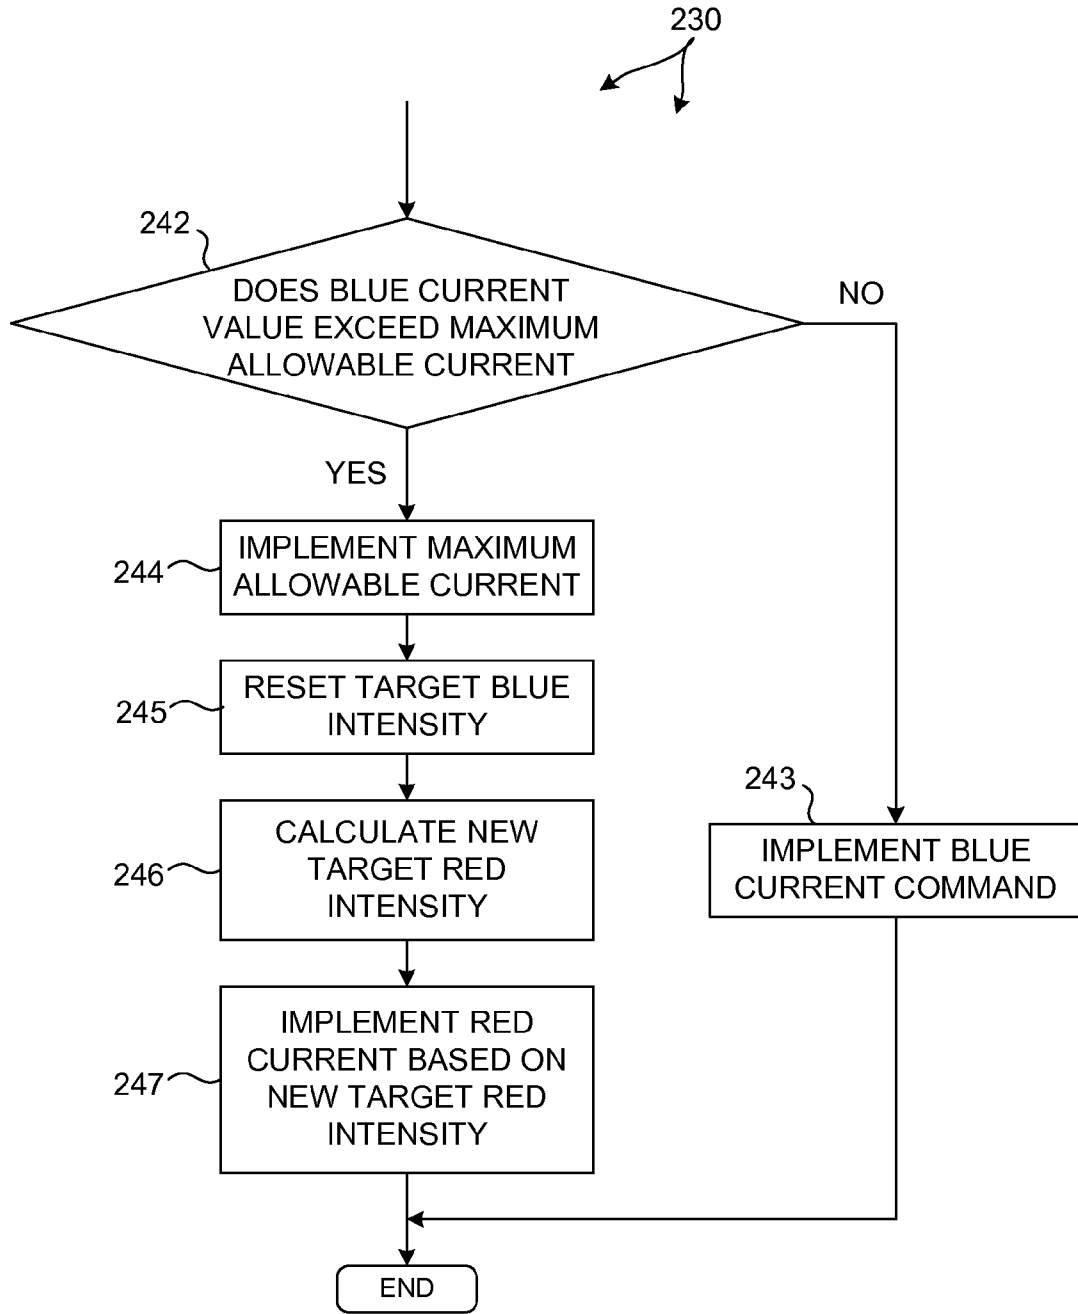 230
242
DOES BLUE CURRENT
VALUE EXCEED MAXIMUM
ALLOWABLE CURRENT
NO
YES
244
IMPLEMENT MAXIMUM
ALLOWABLE CURRENT
245
RESET TARGET BLUE
INTENSITY
243
IMPLEMENT BLUE
CURRENT COMMAND
246
CALCULATE NEW
TARGET RED
INTENSITY
247
IMPLEMENT RED
CURRENT BASED ON
NEW TARGET RED
INTENSITY
END